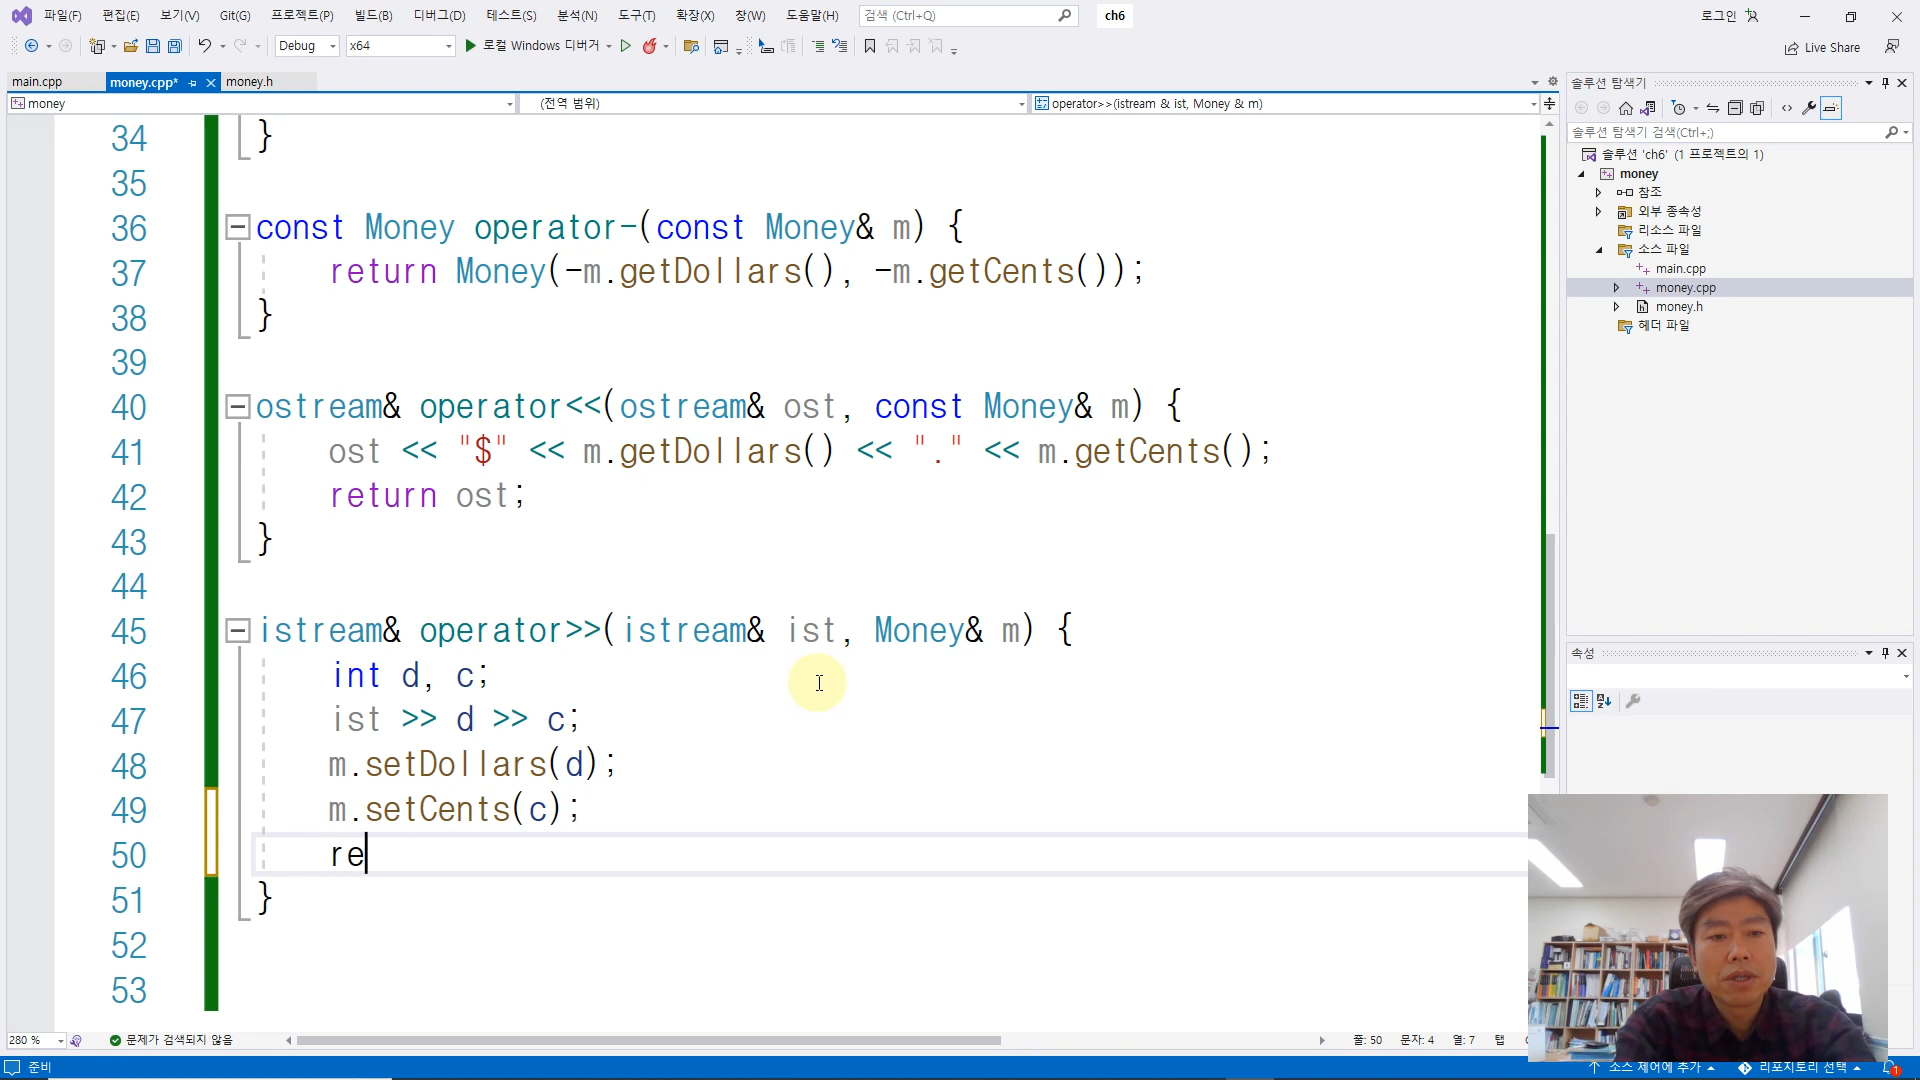 파일(F) 편집(E) 보기(V) Git(G) 프로젝트(P) 빌드(B) 디버그(D) 테스트(S) 분석(N) 도구(T) 확장(X) 창(W) 도움말(H) 검색 (Ctrl+Q) ch6 로그인
Debug x64 로컬 Windows 디버거 Live Share
main.cpp money.cpp* money.h
money (전역 범위) operator>>(istream & ist, Money & m)
34 }
35
36 const Money operator-(const Money& m) {
37 return Money(-m.getDollars(), -m.getCents());
38 }
39
40 ostream& operator<<(ostream& ost, const Money& m) {
41 ost << "$" << m.getDollars() << "." << m.getCents();
42 return ost;
43 }
44
45 istream& operator>>(istream& ist, Money& m) {
46 int d, c;
47 ist >> d >> c;
48 m.setDollars(d);
49 m.setCents(c);
50 re
51 }
52
53
280 % 문제가 검색되지 않음 줄: 50 문자: 4 열: 7 탭
솔루션 탐색기
솔루션 탐색기 검색(Ctrl+;)
솔루션 'ch6' (1 프로젝트의 1)
money
참조
외부 종속성
리소스 파일
소스 파일
main.cpp
money.cpp
money.h
헤더 파일
속성
준비 소스 제어에 추가 리포지토리 선택 1